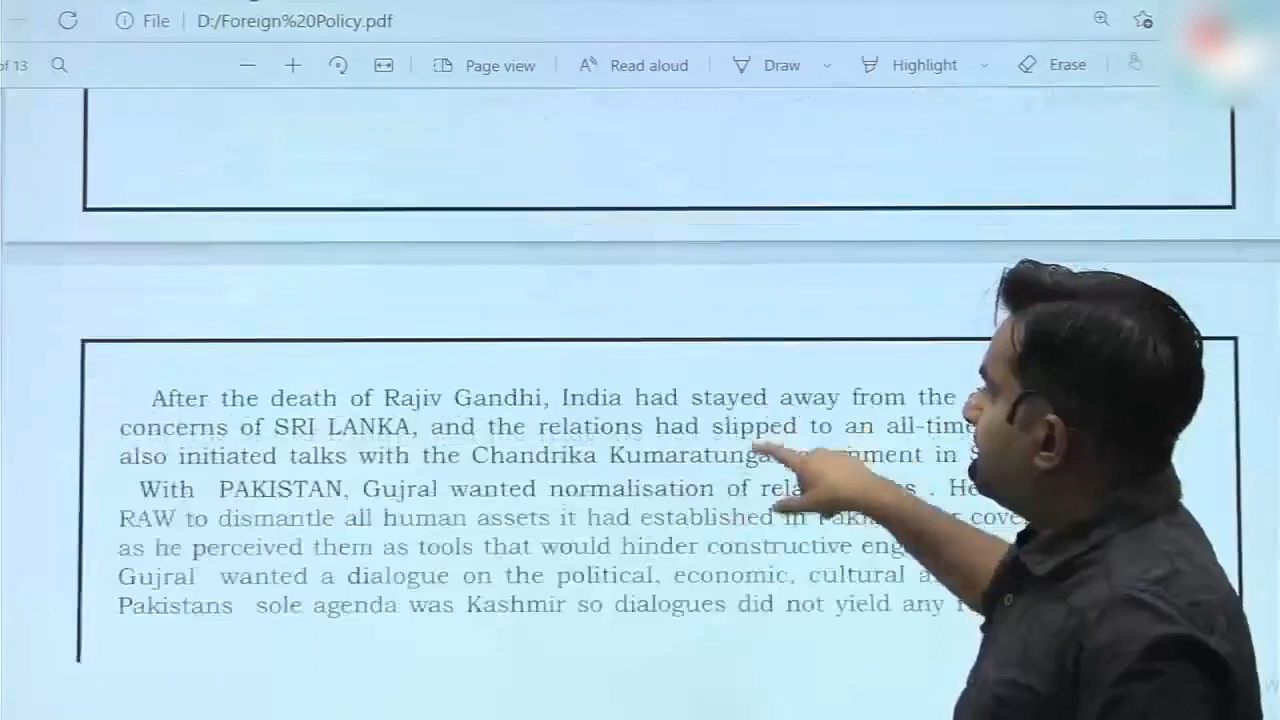 File
D:/Foreign%20Policy.pdf
of 13
Page view
Read aloud
Draw
Highlight
Erase
After the death of Rajiv Gandhi, India had stayed away from the
concerns of SRI LANKA, and the relations had slipped to an all-time
also initiated talks with the Chandrika Kumaratunga in
With PAKISTAN, Gujral wanted normalisation of . He
RAW to dismantle all human assets it had established in
as he perceived them as tools that would hinder constructive
Gujral wanted a dialogue on the political, economic, cultural
Pakistans sole agenda was Kashmir so dialogues did not yield any